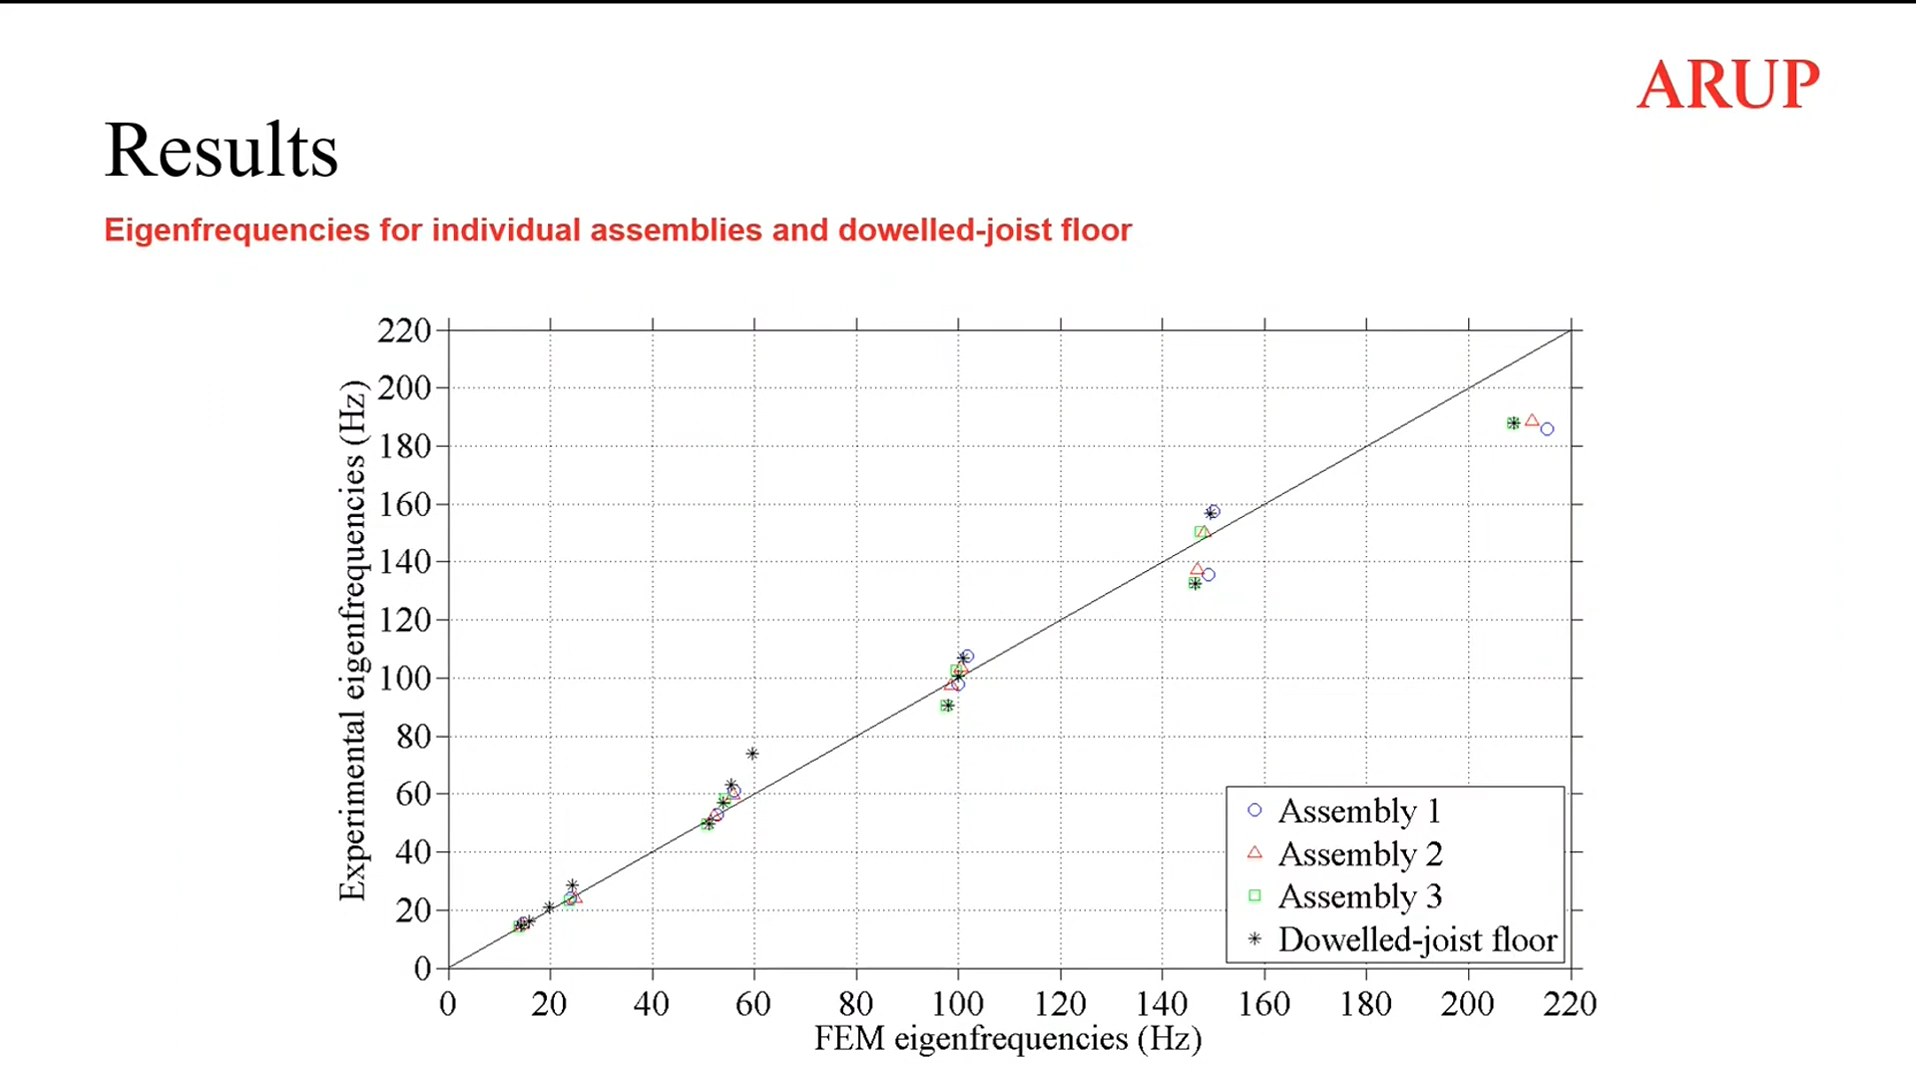 ARUP
Results
Eigenfrequencies for individual assemblies and dowelled-joist floor
220
200
180
160
140
120
100
80
60
40
20
0
Experimental eigenfrequencies (Hz)
Assembly 1
Assembly 2
Assembly 3
Dowelled-joist floor
0 20 40 60 80 100 120 140 160 180 200 220
FEM eigenfrequencies (Hz)